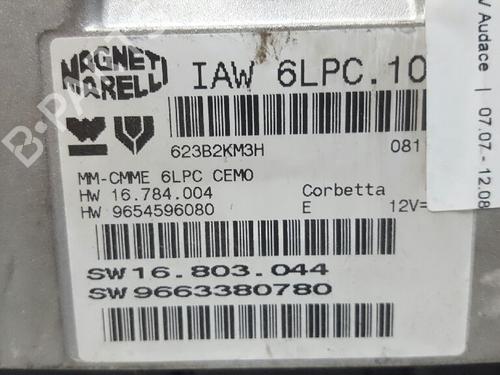 MAGNETI
MARELLI
IAW 6LPC.10
623B2KM3H
081
MM-CMME 6LPC CEMO
HW 16.784.004
Corbetta
HW 9654596080
E
12V=
SW16.803.044
SW9663380780
V Audace | 07.07- 12.08
B-PARTS